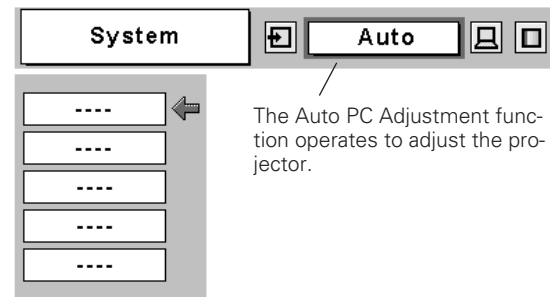 System
Auto
----
----
----
----
----
The Auto PC Adjustment func-
tion operates to adjust the pro-
jector.